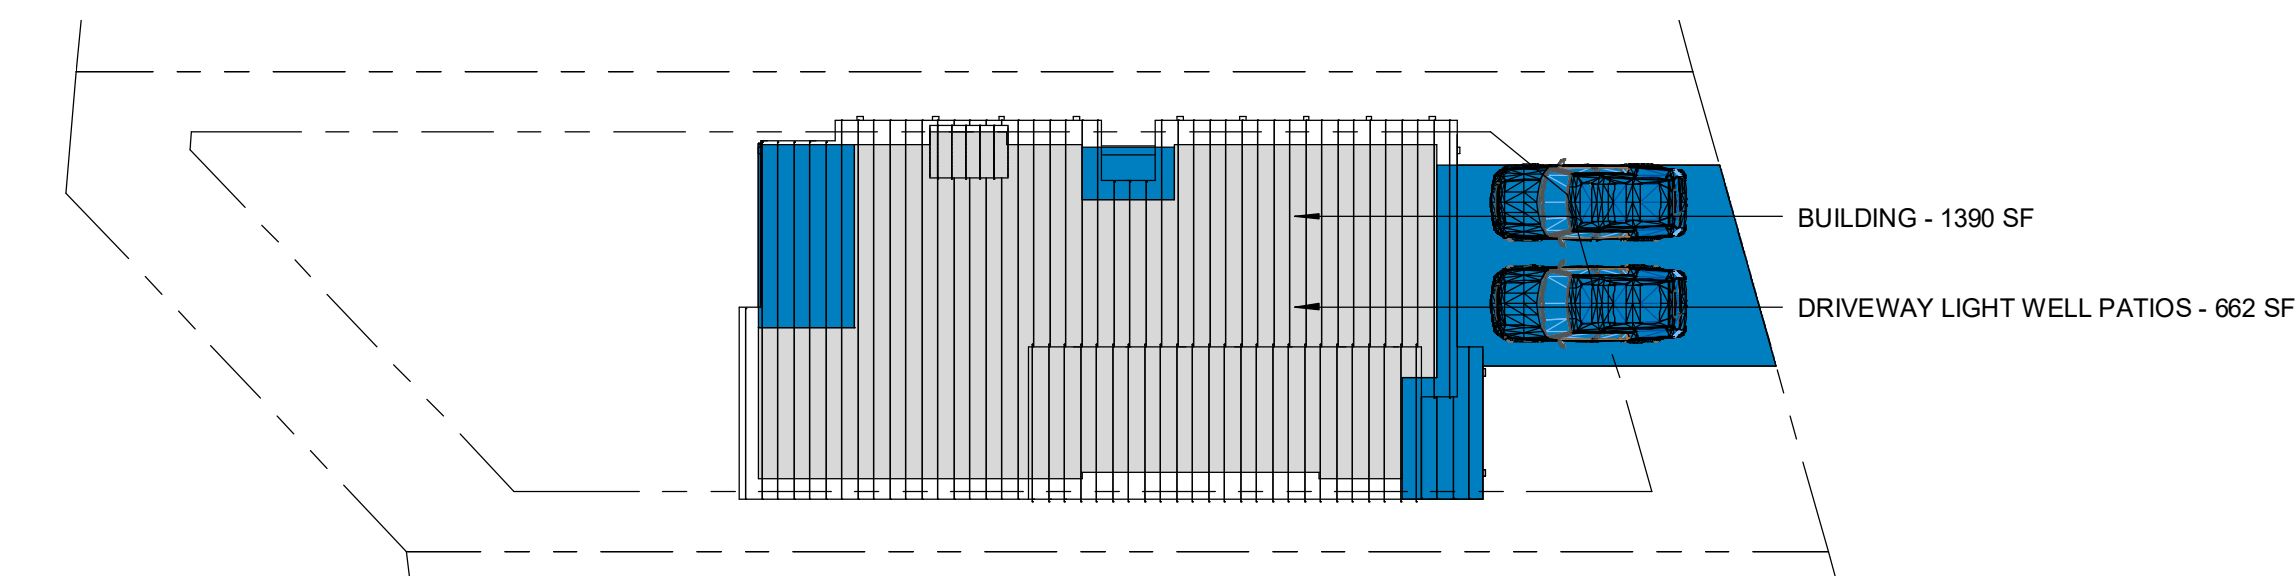 BUILDING - 1390 SF
DRIVEWAY LIGHT WELL PATIOS - 662 SF